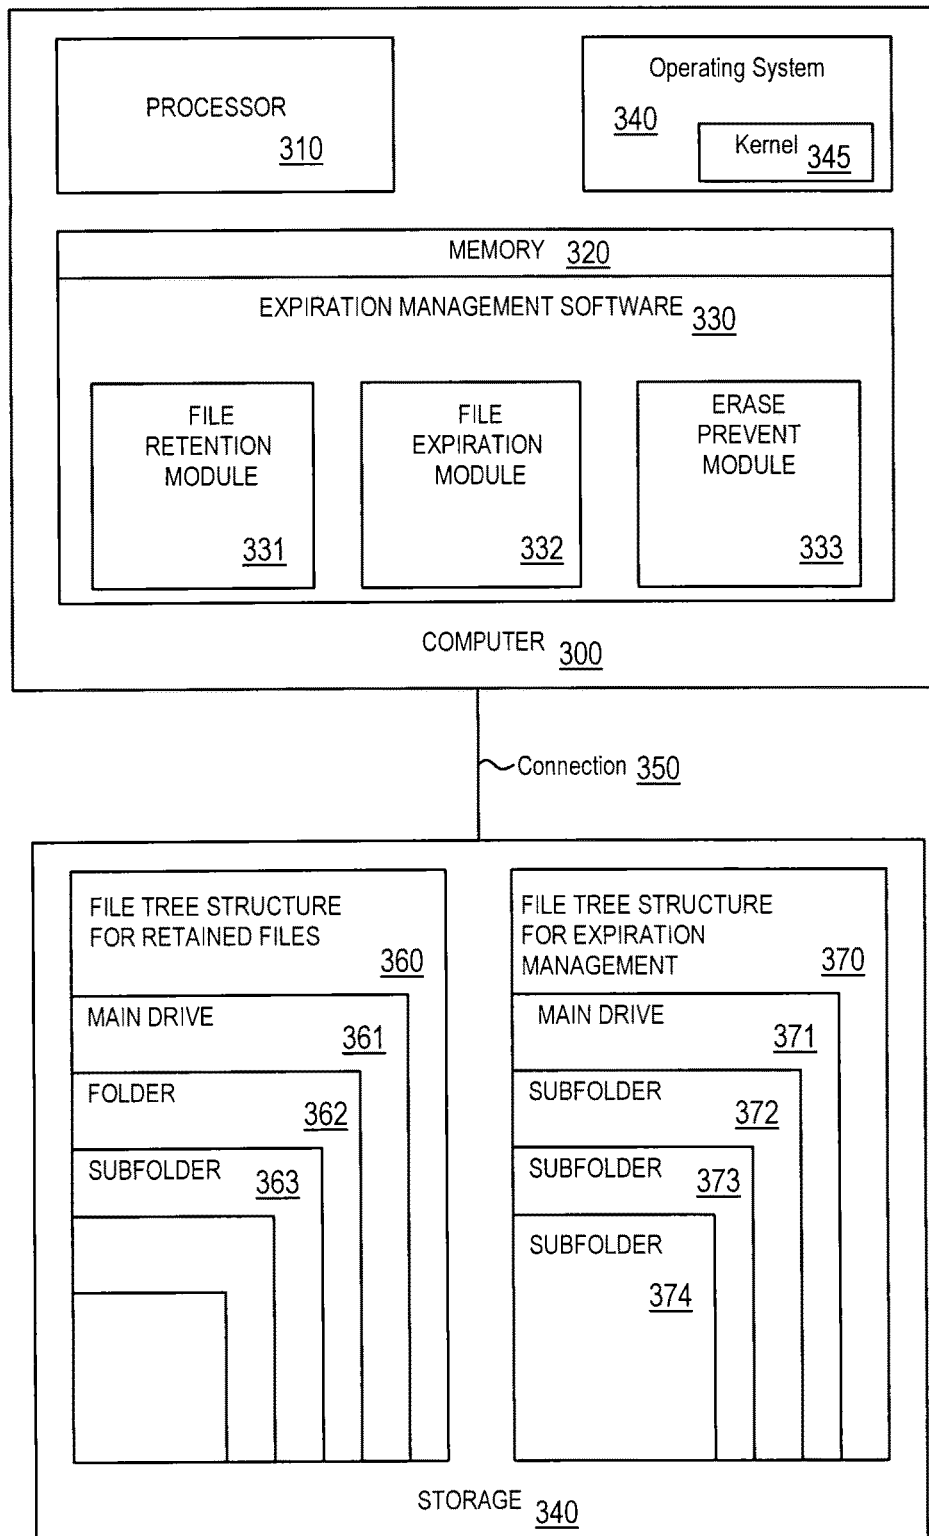 PROCESSOR
310
Operating System
340
Kernel 345
MEMORY 320
EXPIRATION MANAGEMENT SOFTWARE 330
FILE
RETENTION
MODULE
331
FILE
EXPIRATION
MODULE
332
ERASE
PREVENT
MODULE
333
COMPUTER 300
Connection 350
FILE TREE STRUCTURE
FOR RETAINED FILES
360
MAIN DRIVE
361
FOLDER
362
SUBFOLDER 363
FILE TREE STRUCTURE
FOR EXPIRATION
MANAGEMENT 370
MAIN DRIVE
371
SUBFOLDER
372
SUBFOLDER 373
SUBFOLDER
374
STORAGE 340